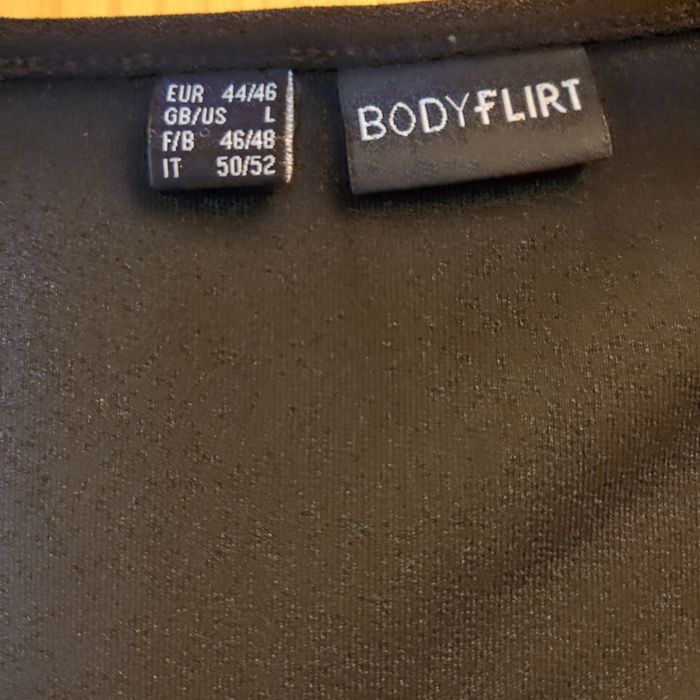 EUR 44/46
GB/US L
F/B 46/48
IT 50/52
BODYFLIRT